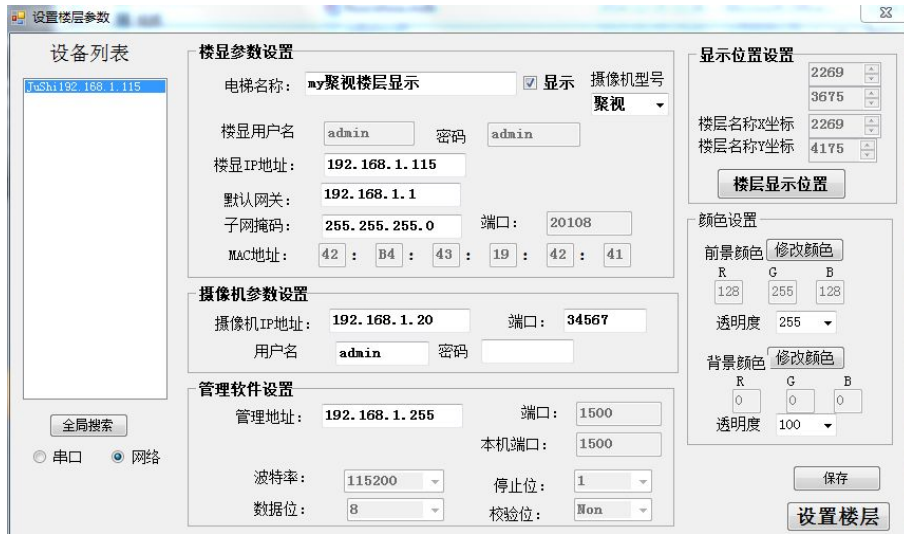 设置楼层参数
设备列表
JuShi192.168.1.115
全局搜索
串口 网络
楼显参数设置
电梯名称： my聚视楼层显示 显示 摄像机型号
聚视
楼显用户名 admin 密码 admin
楼显IP地址： 192.168.1.115
默认网关： 192.168.1.1
子网掩码： 255.255.255.0 端口： 20108
MAC地址： 42 : B4 : 43 : 19 : 42 : 41
摄像机参数设置
摄像机IP地址： 192.168.1.20 端口： 34567
用户名 admin 密码
管理软件设置
管理地址： 192.168.1.255 端口： 1500
本机端口： 1500
波特率： 115200 停止位： 1
数据位： 8 校验位： Non
显示位置设置
2269
3675
楼层名称X坐标 2269
楼层名称Y坐标 4175
楼层显示位置
颜色设置
前景颜色 修改颜色
R G B
128 255 128
透明度 255
背景颜色 修改颜色
R G B
0 0 0
透明度 100
保存
设置楼层